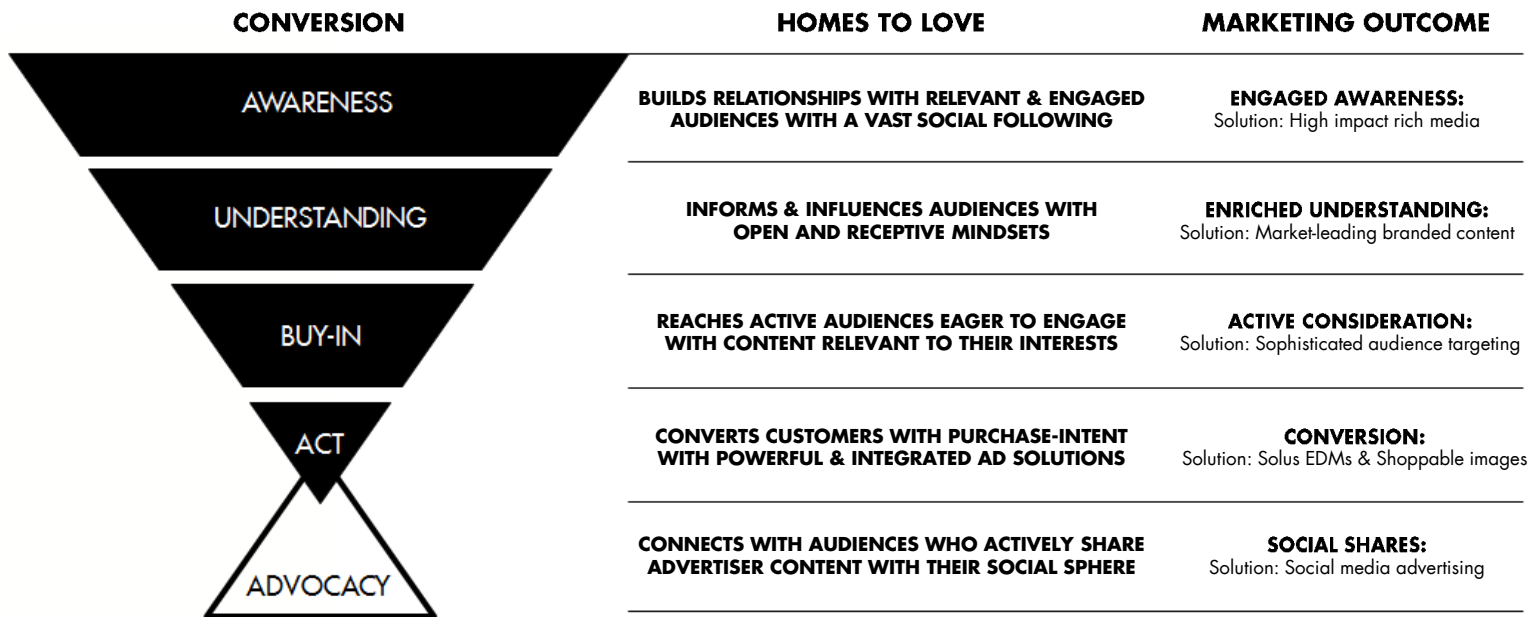 CONVERSION
HOMES TO LOVE
MARKETING OUTCOME
AWARENESS
BUILDS RELATIONSHIPS WITH RELEVANT & ENGAGED
AUDIENCES WITH A VAST SOCIAL FOLLOWING
ENGAGED AWARENESS:
Solution: High impact rich media
UNDERSTANDING
INFORMS & INFLUENCES AUDIENCES WITH
OPEN AND RECEPTIVE MINDSETS
ENRICHED UNDERSTANDING:
Solution: Market-leading branded content
BUY-IN
REACHES ACTIVE AUDIENCES EAGER TO ENGAGE
WITH CONTENT RELEVANT TO THEIR INTERESTS
ACTIVE CONSIDERATION:
Solution: Sophisticated audience targeting
ACT
CONVERTS CUSTOMERS WITH PURCHASE-INTENT
WITH POWERFUL & INTEGRATED AD SOLUTIONS
CONVERSION:
Solution: Solus EDMs & Shoppable images
ADVOCACY
CONNECTS WITH AUDIENCES WHO ACTIVELY SHARE
ADVERTISER CONTENT WITH THEIR SOCIAL SPHERE
SOCIAL SHARES:
Solution: Social media advertising